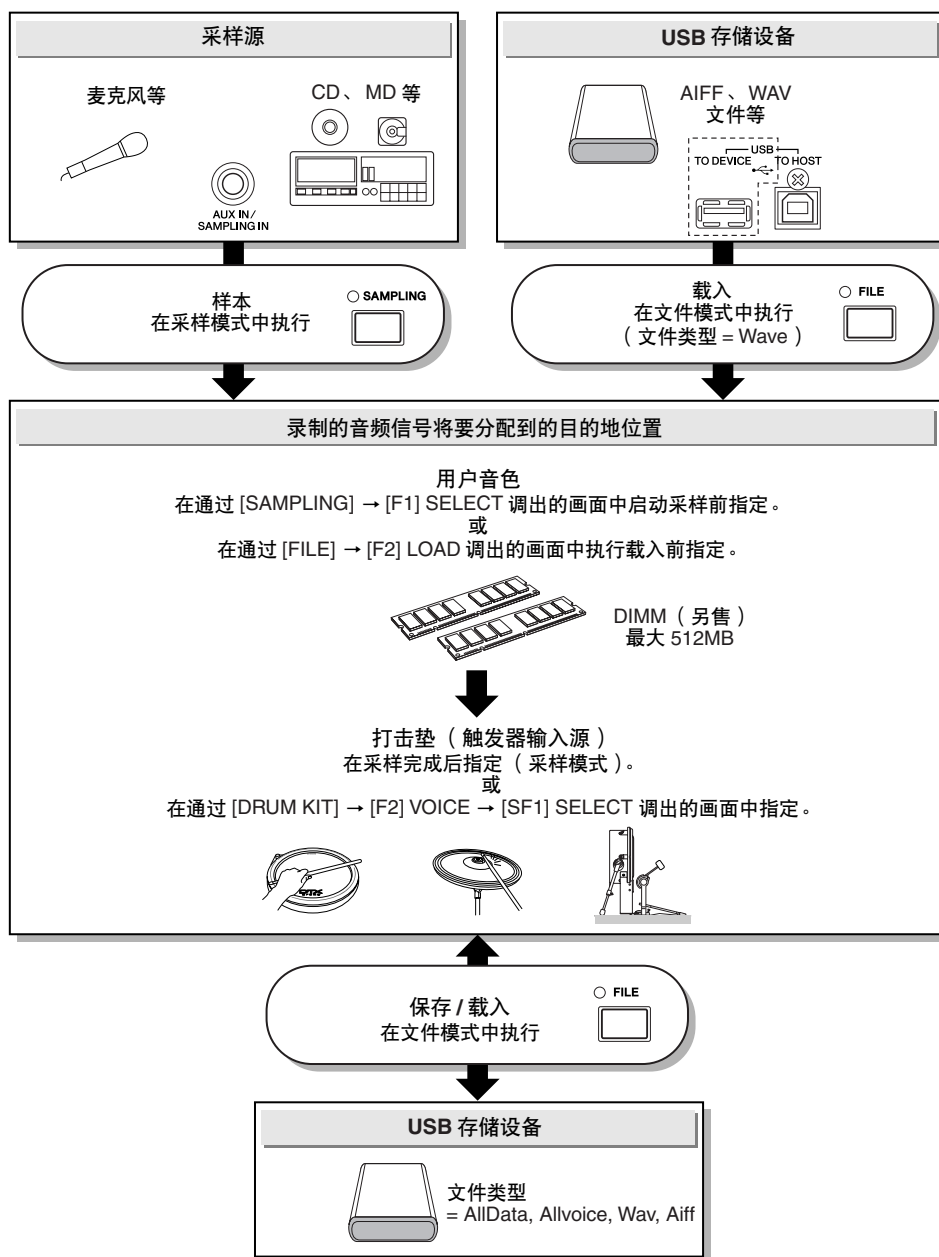 采样源
麦克风等
CD、MD 等
AUX IN /
SAMPLING IN
USB 存储设备
AIFF、WAV
文件等
USB
TO DEVICE
TO HOST
样本
在采样模式中执行
SAMPLING
载入
在文件模式中执行
（文件类型 = Wave）
FILE
录制的音频信号将要分配到的目的地位置
用户音色
在通过 [SAMPLING] → [F1] SELECT 调出的画面中启动采样前指定。
或
在通过 [FILE] → [F2] LOAD 调出的画面中执行载入前指定。
DIMM（另售）
最大 512MB
打击垫（触发器输入源）
在采样完成后指定（采样模式）。
或
在通过 [DRUM KIT] → [F2] VOICE → [SF1] SELECT 调出的画面中指定。
保存 / 载入
在文件模式中执行
FILE
USB 存储设备
文件类型
= AllData, Allvoice, Wav, Aiff